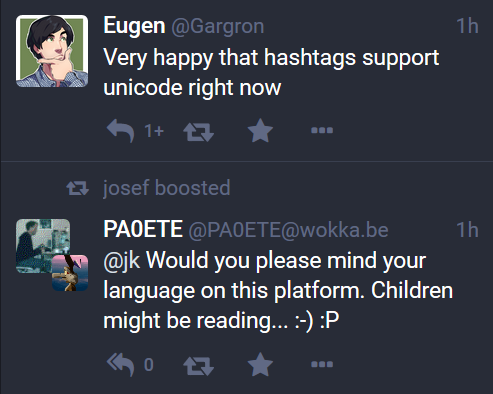 Eugen @Gargron 1h
Very happy that hashtags support
unicode right now
1+
josef boosted
PA0ETE @PA0ETE@wokka.be 1h
@jk Would you please mind your
language on this platform. Children
might be reading... :-) :P
0